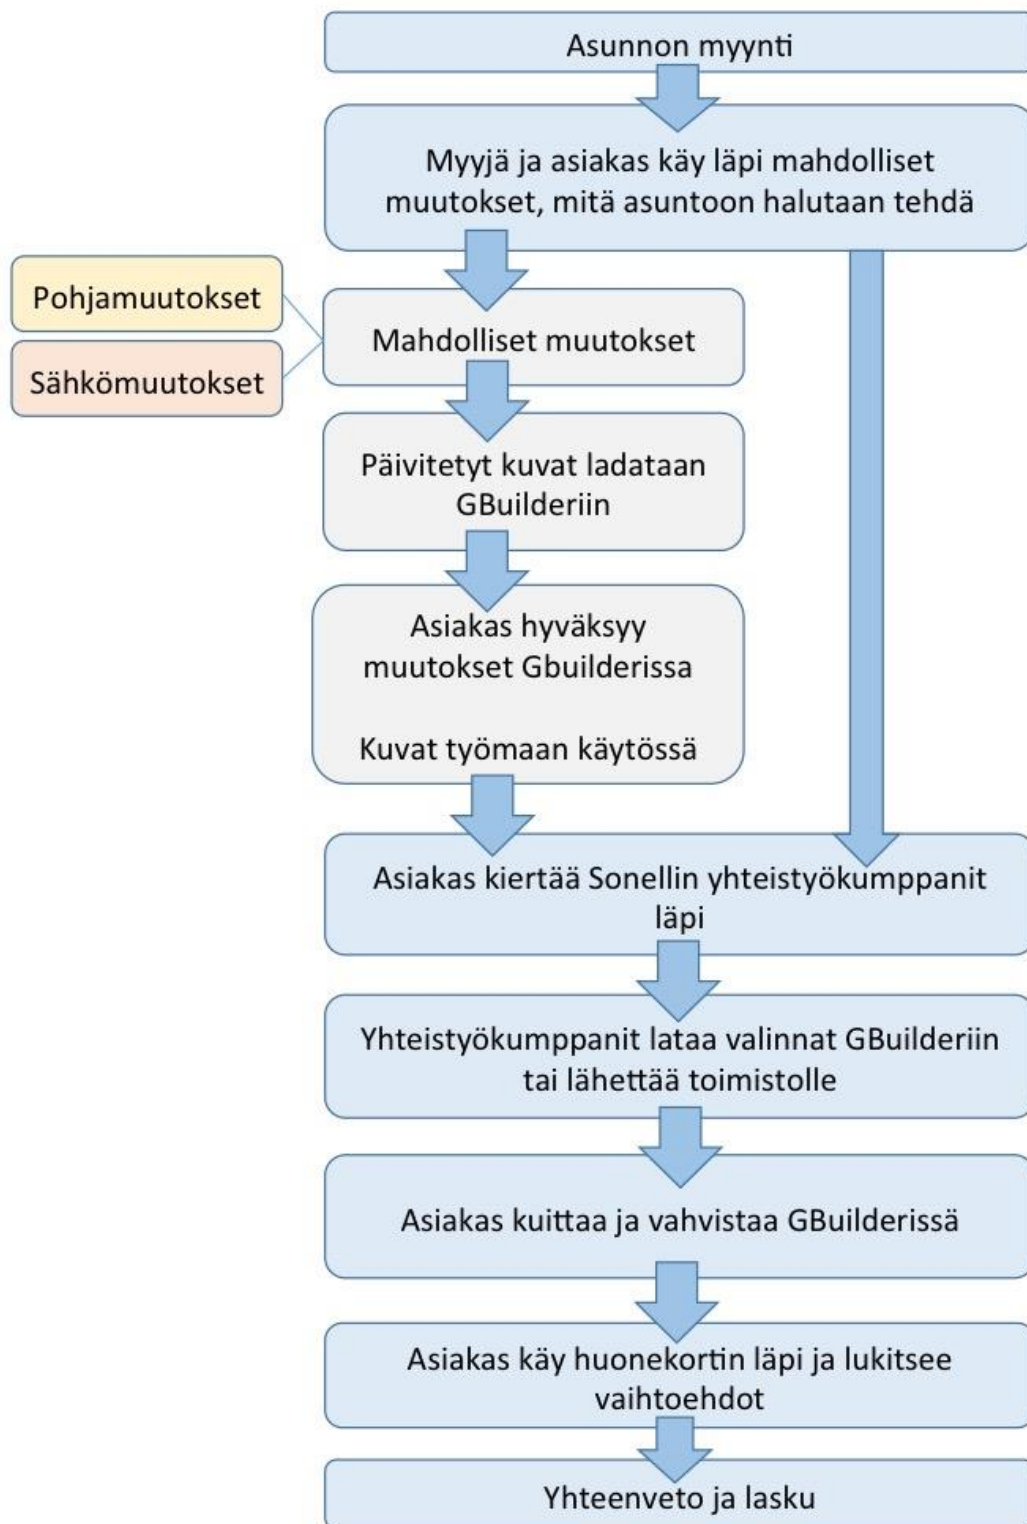 Asunnon myynti
Myyjä ja asiakas käy läpi mahdolliset
muutokset, mitä asuntoon halutaan tehdä
Pohjamuutokset
Sähkömuutokset
Mahdolliset muutokset
Päivitetyt kuvat ladataan
GBuilderiin
Asiakas hyväksyy
muutokset Gbuilderissa
Kuvat työmaan käytössä
Asiakas kiertää Sonellin yhteistyökumppanit
läpi
Yhteistyökumppanit lataa valinnat GBuilderiin
tai lähettää toimistolle
Asiakas kuittaa ja vahvistaa GBuilderissä
Asiakas käy huonekortin läpi ja lukitsee
vaihtoehdot
Yhteenveto ja lasku